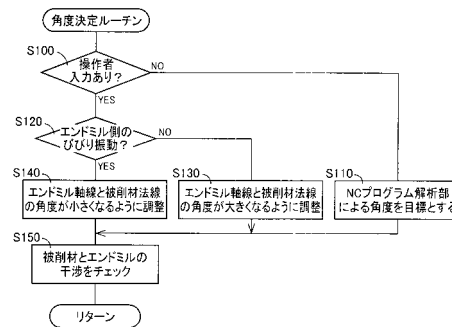 角度決定ルーチン
S100
操作者
入力あり?
NO
YES
S120
エンドミル側の
びびり振動?
NO
YES
S140
エンドミル軸線と被削材法線
の角度が小さくなるように調整
S130
エンドミル軸線と被削材法線
の角度が大きくなるように調整
S110
NCプログラム解析部
による角度を目標とする
S150
被削材とエンドミルの
干渉をチェック
リターン